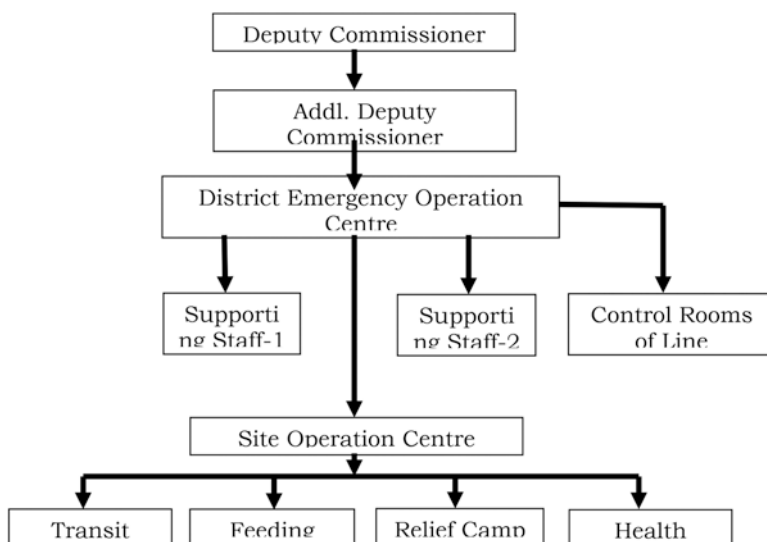 Deputy Commissioner
Addl. Deputy
Commissioner
District Emergency Operation
Centre
Supporti
ng Staff-1
Supporti
ng Staff-2
Control Rooms
of Line
Site Operation Centre
Transit
Feeding
Relief Camp
Health